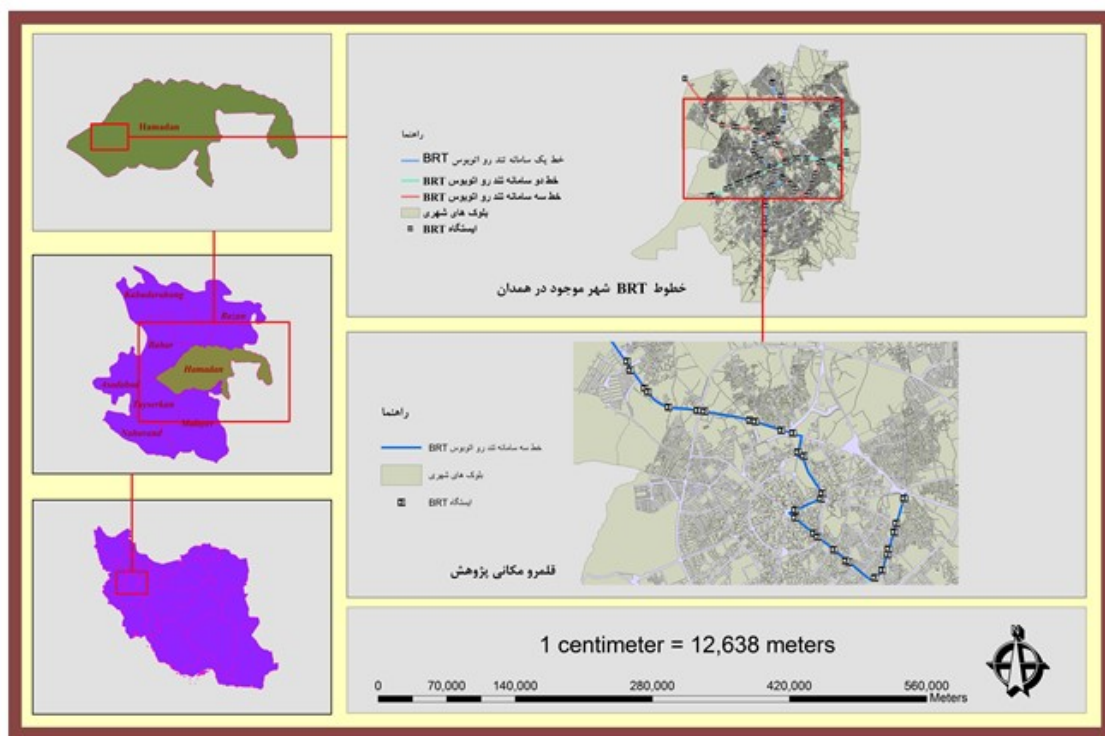 Hamadan
Kabudarahang
Razan
Bahar
Hamadan
Asadabad
Tuyserkan
Malayer
Nahavand
راهنما
خط یک سامانه تند رو اتوبوس BRT
خط دو سامانه تند رو اتوبوس BRT
خط سه سامانه تند رو اتوبوس BRT
بلوک های شهری
ایستگاه BRT
خطوط BRT شهر موجود در همدان
راهنما
خط سه سامانه تند رو اتوبوس BRT
بلوک های شهری
ایستگاه BRT
قلمرو مکانی پژوهش
1 centimeter = 12,638 meters
0 70,000 140,000 280,000 420,000 560,000
Meters